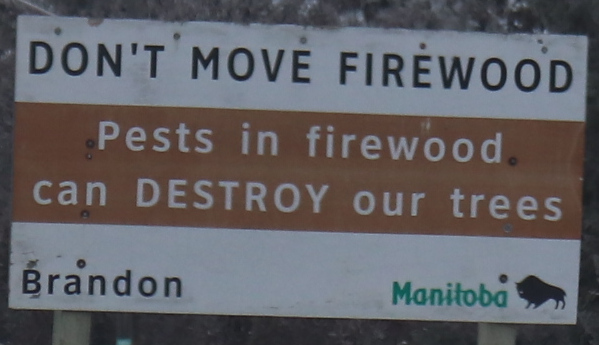 DON'T MOVE FIREWOOD
Pests in firewood
can DESTROY our trees
Brandon
Manitoba